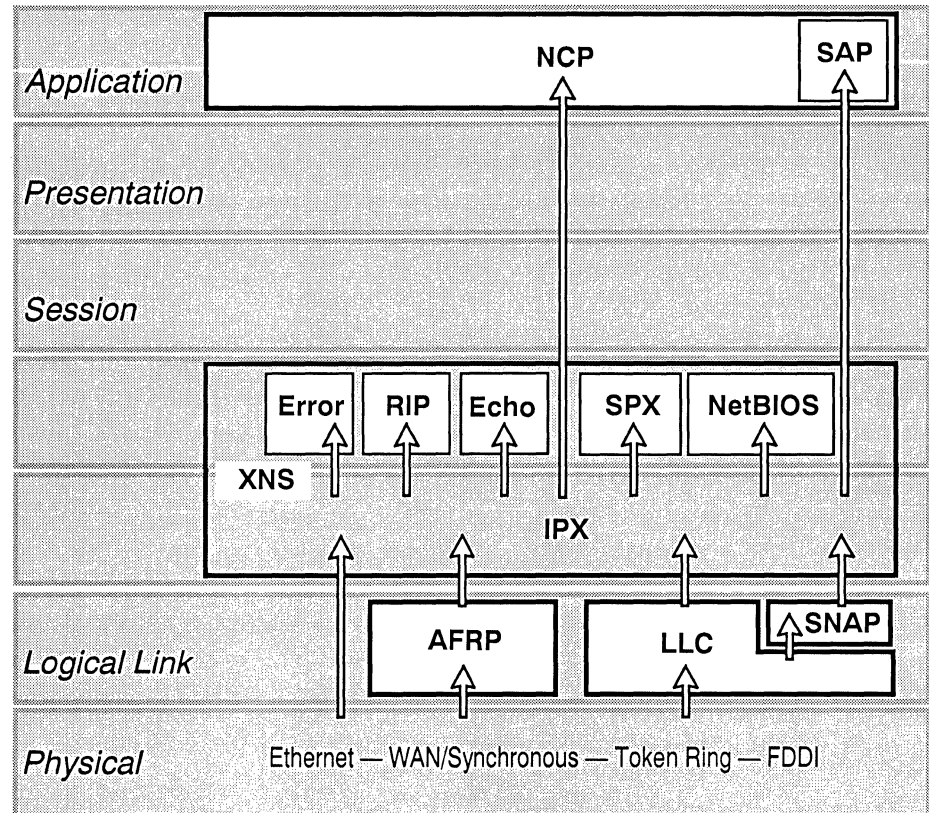 Application
NCP
SAP
Presentation
Session
Error
RIP
Echo
SPX
NetBIOS
XNS
IPX
Logical Link
AFRP
LLC
SNAP
Physical
Ethernet — WAN/Synchronous — Token Ring — FDDI